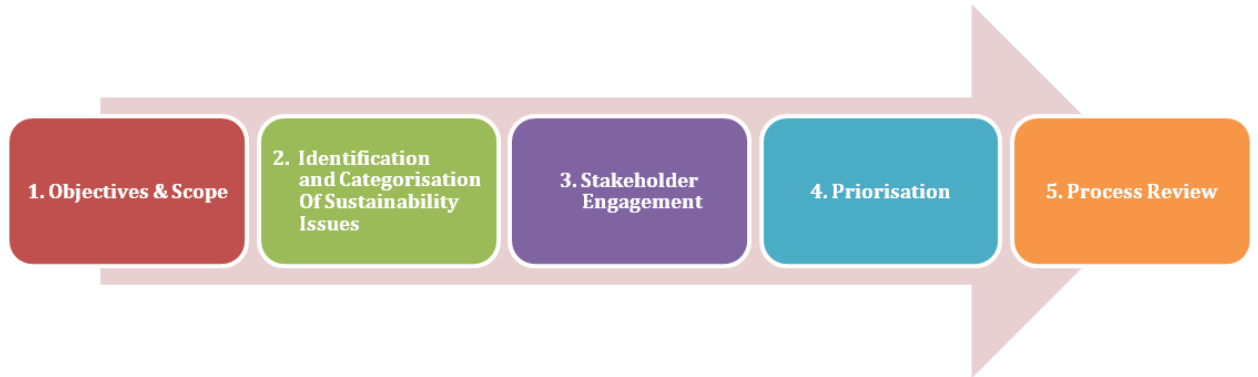 1. Objectives & Scope
2. Identification
and Categorisation
Of Sustainability
Issues
3. Stakeholder
Engagement
4. Priorisation
5. Process Review